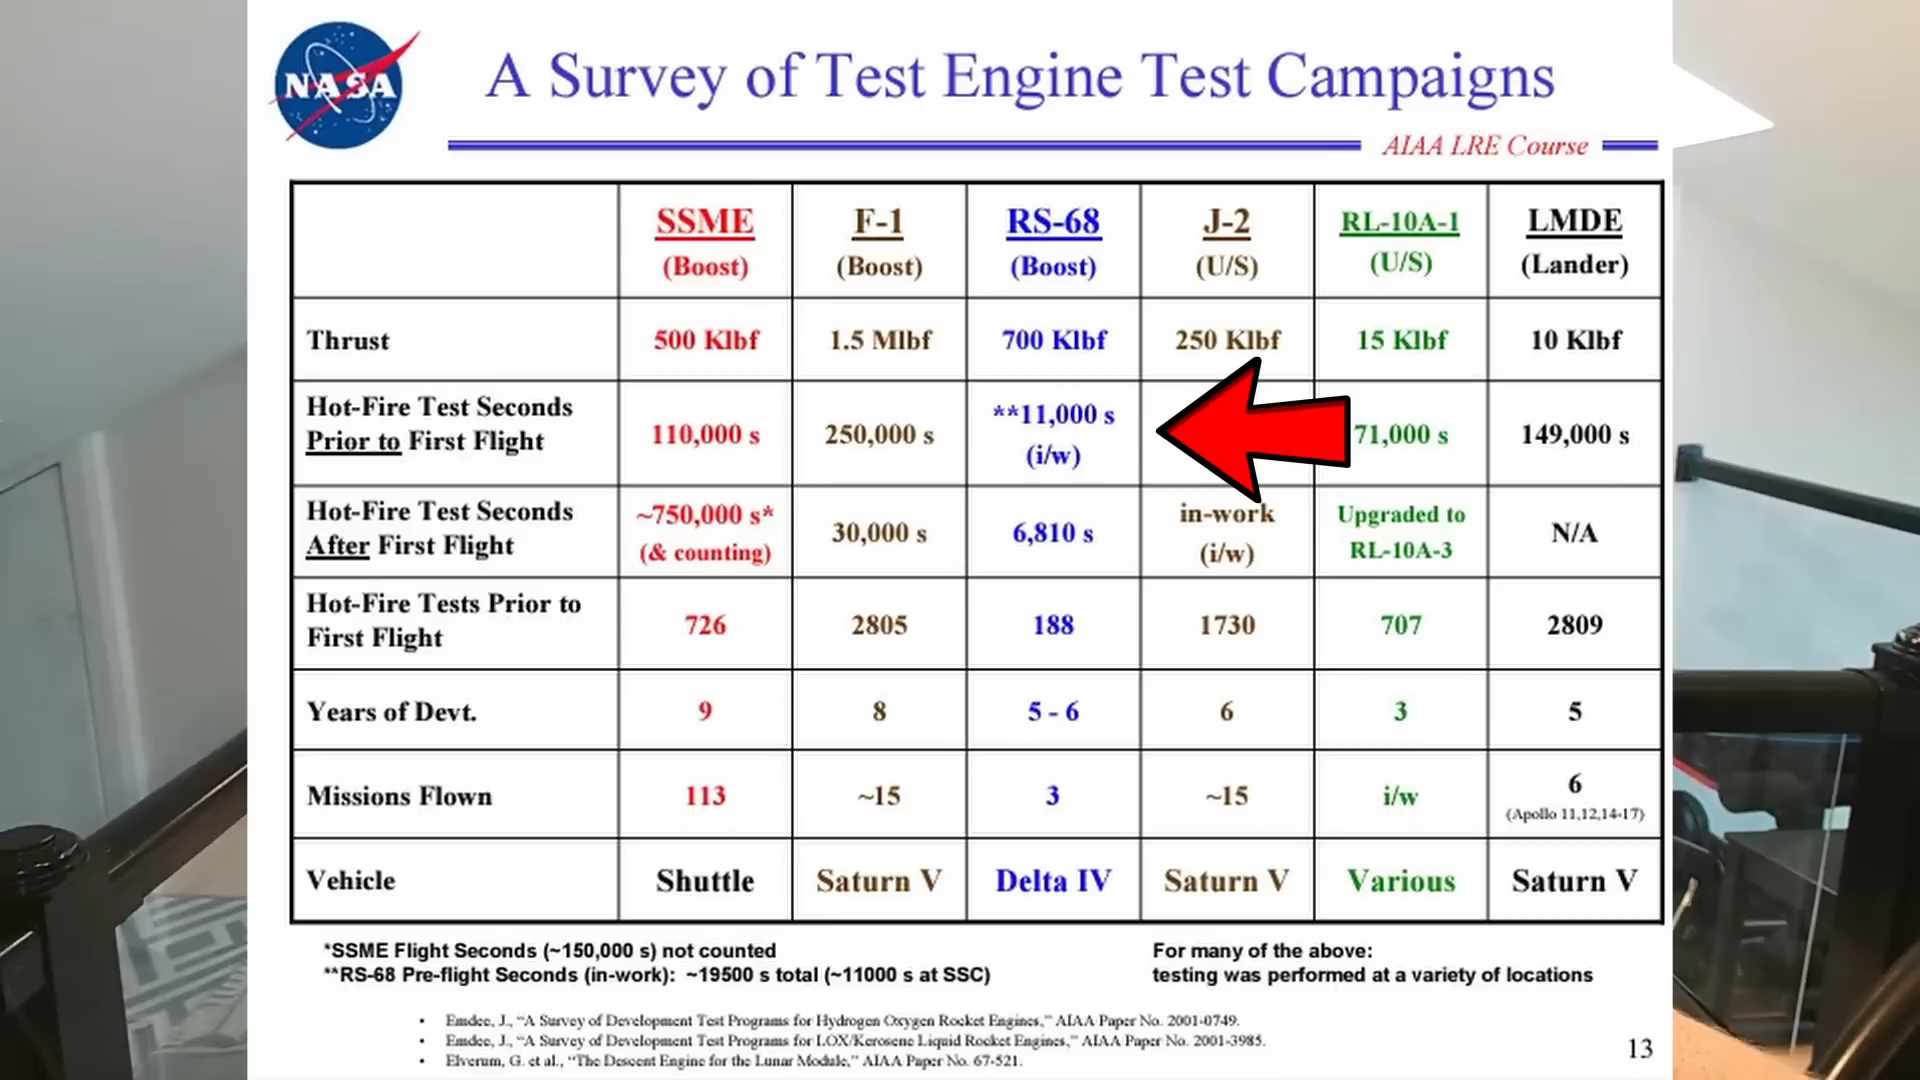 NASA
A Survey of Test Engine Test Campaigns
AIAA LRE Course
SSME F-1 RS-68 J-2 RL-10A-1 LMDE
(Boost) (Boost) (Boost) (U/S) (U/S) (Lander)
Thrust 500 Klbf 1.5 Mlbf 700 Klbf 250 Klbf 15 Klbf 10 Klbf
Hot-Fire Test Seconds
Prior to First Flight 110,000 s 250,000 s **11,000 s (i/w) 71,000 s 149,000 s
Hot-Fire Test Seconds
After First Flight ~750,000 s* (& counting) 30,000 s 6,810 s in-work (i/w) Upgraded to RL-10A-3 N/A
Hot-Fire Tests Prior to
First Flight 726 2805 188 1730 707 2809
Years of Devt. 9 8 5 - 6 6 3 5
Missions Flown 113 ~15 3 ~15 i/w 6
(Apollo 11,12,14-17)
Vehicle Shuttle Saturn V Delta IV Saturn V Various Saturn V
*SSME Flight Seconds (~150,000 s) not counted
**RS-68 Pre-flight Seconds (in-work): ~19500 s total (~11000 s at SSC)
For many of the above:
testing was performed at a variety of locations
• Emdee, J., “A Survey of Development Test Programs for Hydrogen Oxygen Rocket Engines,” AIAA Paper No. 2001-0749.
• Emdee, J., “A Survey of Development Test Programs for LOX/Kerosene Liquid Rocket Engines,” AIAA Paper No. 2001-3985.
• Elverum, G. et al., “The Descent Engine for the Lunar Module,” AIAA Paper No. 67-521.
13